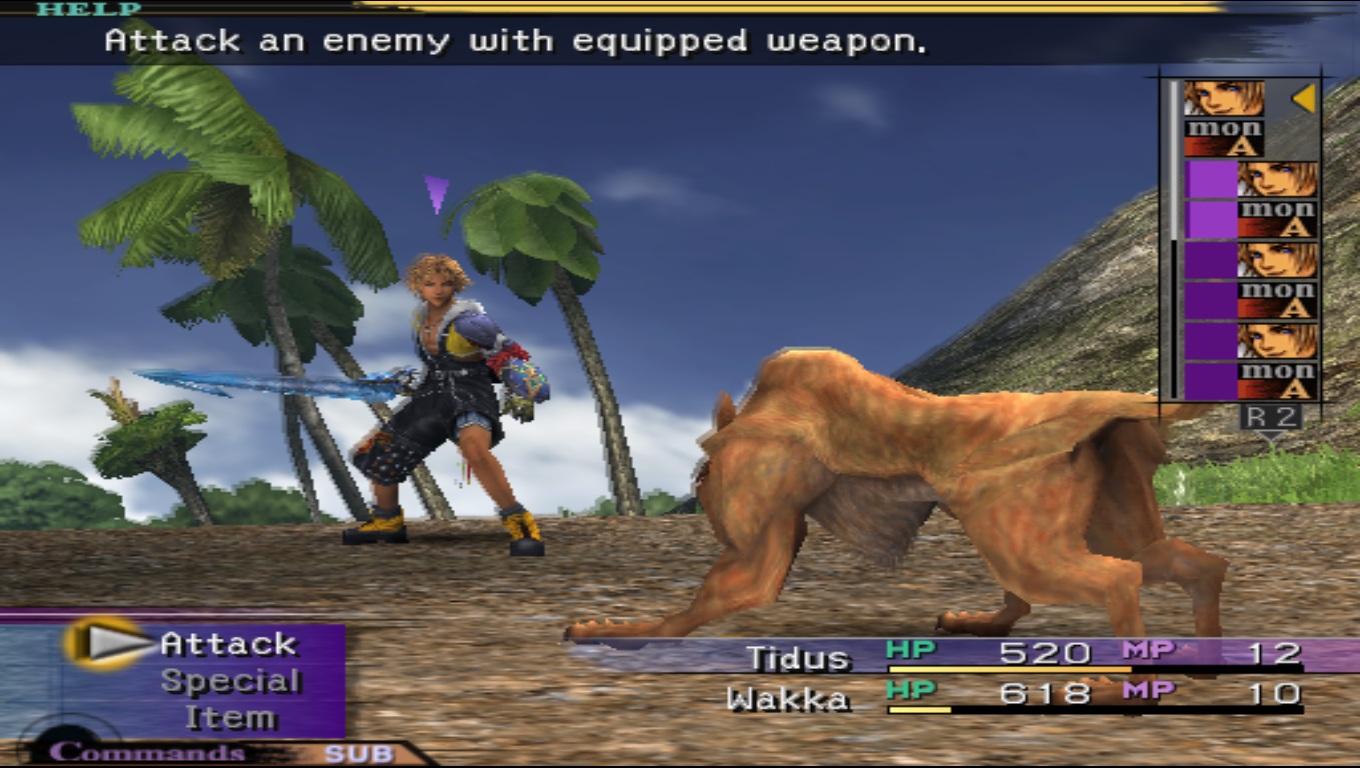 HELP
Attack an enemy with equipped weapon.
mon
A
mon
A
mon
A
mon
A
R2
Attack
Special
Item
Commands SUB
Tidus HP 520 MP 12
Wakka HP 618 MP 10